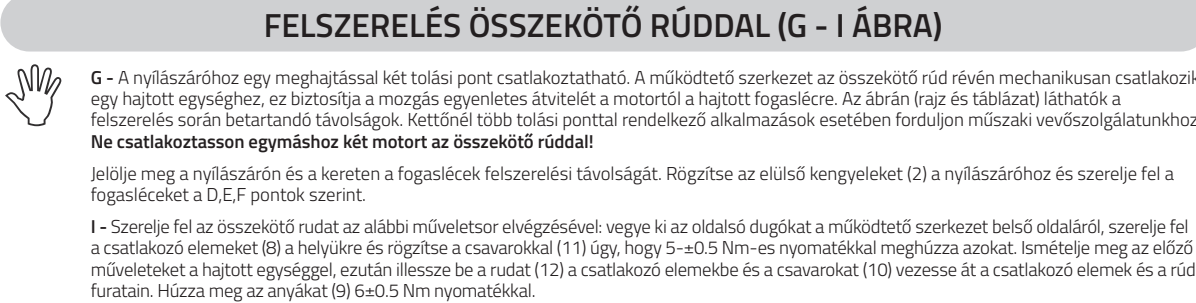 FELSZERELÉS ÖSSZEKÖTŐ RÚDDAL (G - I ÁBRA)
G - A nyílászáróhoz egy meghajtással két tolási pont csatlakoztatható. A működtető szerkezet az összekötő rúd révén mechanikusan csatlakozik
egy hajtott egységhez, ez biztosítja a mozgás egyenletes átvitelét a motortól a hajtott fogaslécre. Az ábrán (rajz és táblázat) láthatók a
felszerelés során betartandó távolságok. Kettőnél több tolási ponttal rendelkező alkalmazások esetében forduljon műszaki vevőszolgálatunkhoz
Ne csatlakoztasson egymáshoz két motort az összekötő rúddal!
Jelölje meg a nyílászárón és a kereten a fogaslécek felszerelési távolságát. Rögzítse az elülső kengyeleket (2) a nyílászáróhoz és szerelje fel a
fogasléceket a D,E,F pontok szerint.
I - Szerelje fel az összekötő rudat az alábbi műveletsor elvégzésével: vegye ki az oldalsó dugókat a működtető szerkezet belső oldaláról, szerelje fel
a csatlakozó elemeket (8) a helyükre és rögzítse a csavarokkal (11) úgy, hogy 5-±0.5 Nm-es nyomatékkal meghúzza azokat. Ismételje meg az előző
műveleteket a hajtott egységgel, ezután illessze be a rudat (12) a csatlakozó elemekbe és a csavarokat (10) vezesse át a csatlakozó elemek és a rúd
furatain. Húzza meg az anyákat (9) 6±0.5 Nm nyomatékkal.